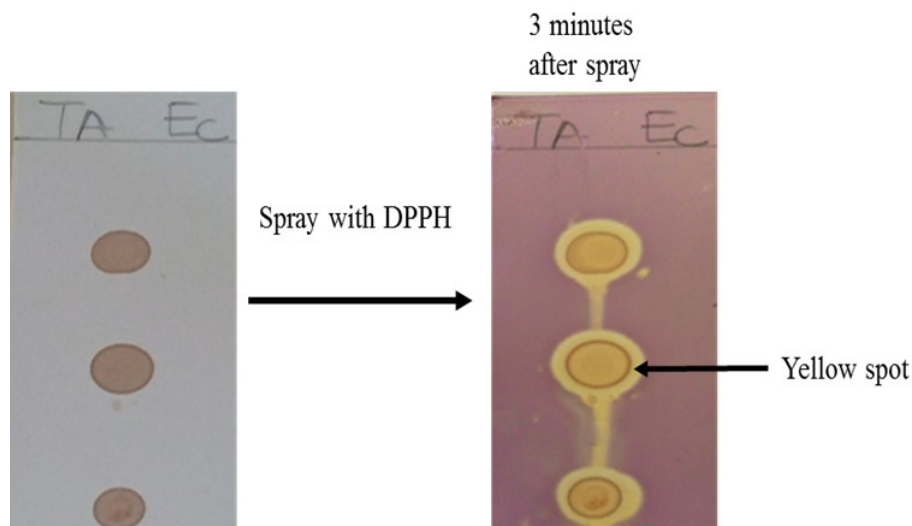 3 minutes
after spray
TA EC
TA EC
Spray with DPPH
Yellow spot